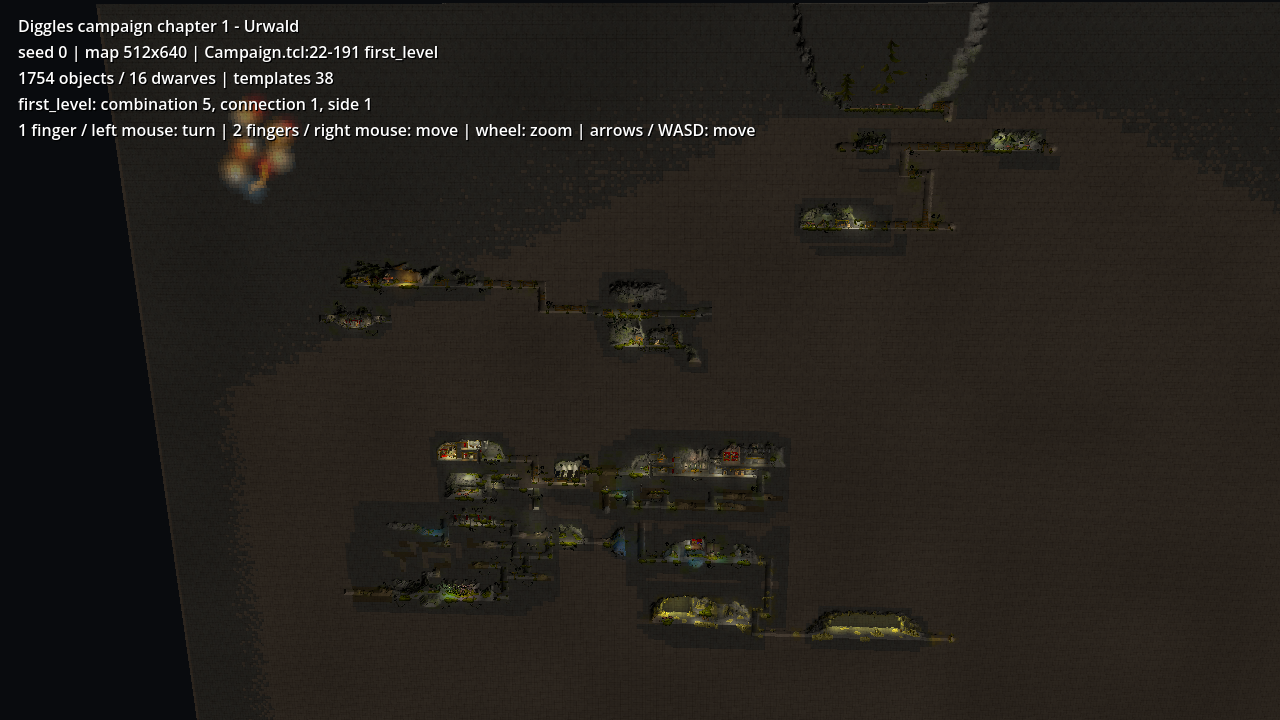 Diggles campaign chapter 1 - Urwald
seed 0 | map 512x640 | Campaign.tcl:22-191 first_level
1754 objects / 16 dwarves | templates 38
first_level: combination 5, connection 1, side 1
1 finger / left mouse: turn | 2 fingers / right mouse: move | wheel: zoom | arrows / WASD: move